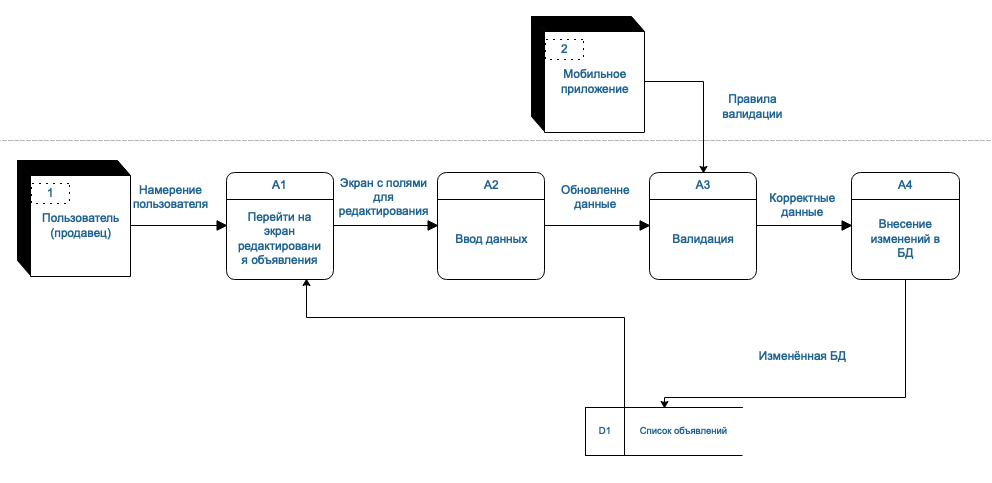 2
Мобильное
приложение
Правила
валидации
1
Пользователь
(продавец)
Намерение
пользователя
A1
Перейти на
экран
редактировани
я объявления
Экран с полями
для
редактирования
A2
Ввод данных
Обновленне
данные
A3
Валидация
Корректные
данные
A4
Внесение
изменений в
БД
Изменённая БД
D1
Список объявлений